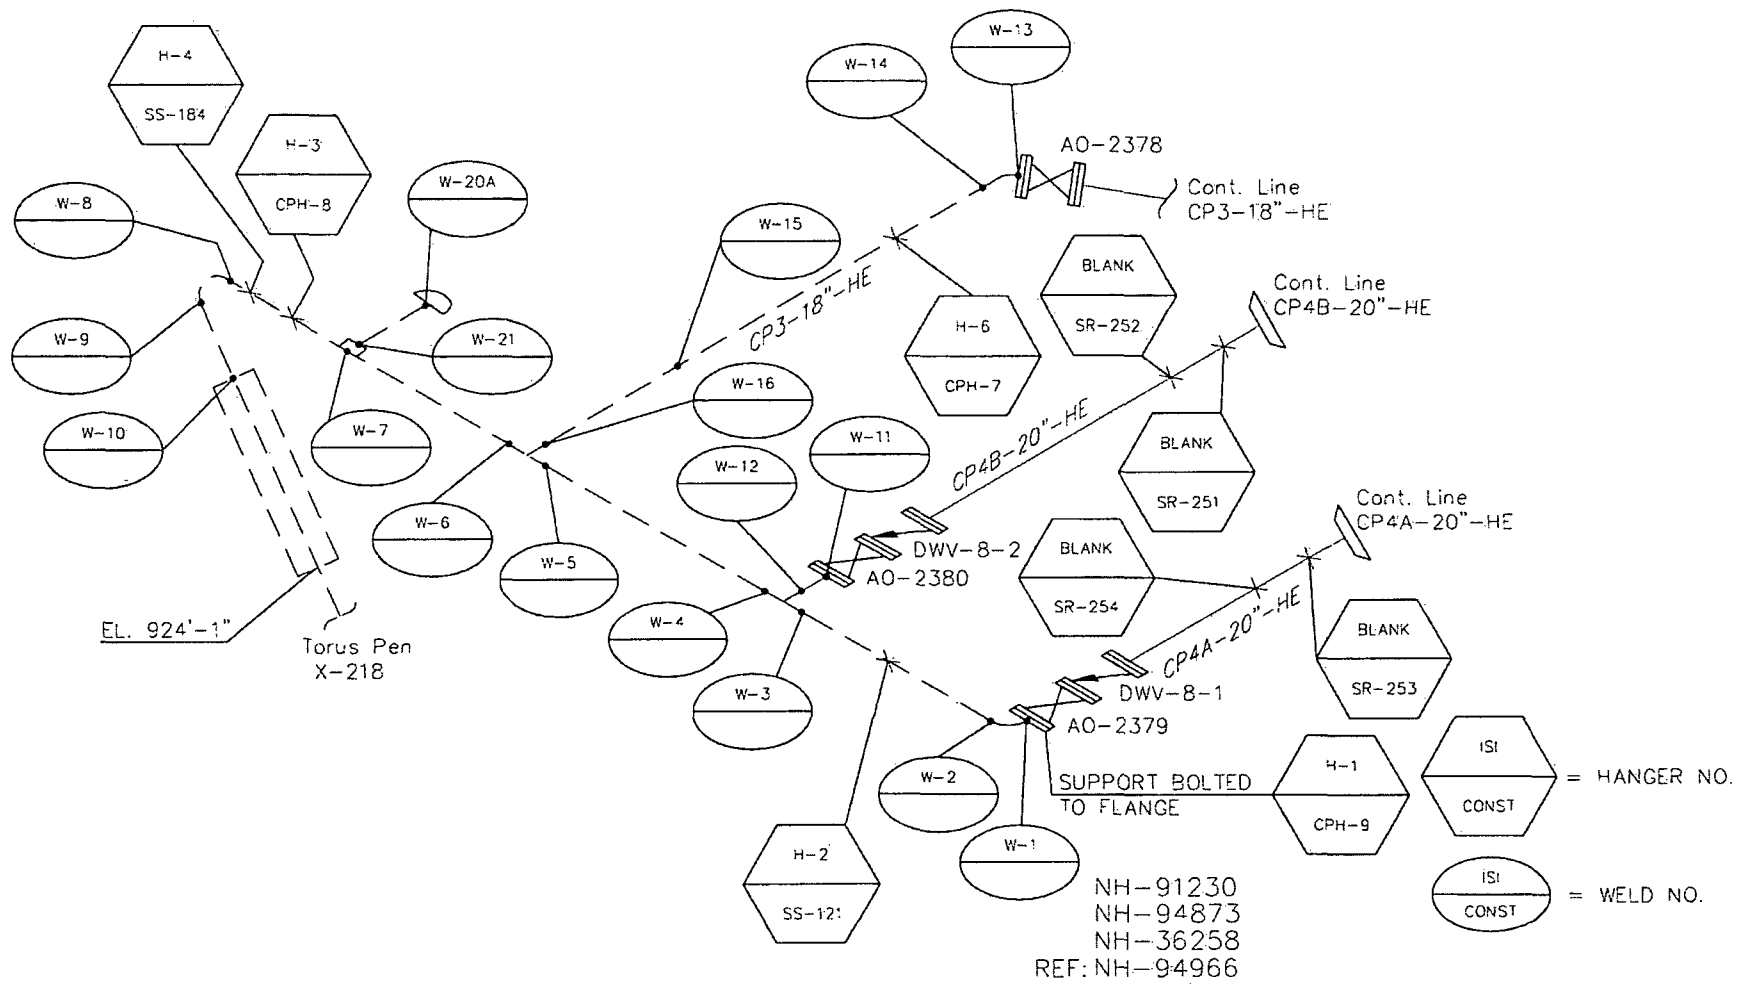 H-4
SS-184
H-3
CPH-8
W-8
W-20A
W-14
W-13
AO-2378
Cont. Line
CP3-18"-HE
W-15
CP3-18"-HE
BLANK
SR-252
Cont. Line
CP4B-20"-HE
W-9
W-21
H-6
CPH-7
W-16
W-10
W-7
W-11
CP4B-20"-HE
BLANK
SR-251
W-12
Cont. Line
CP4A-20"-HE
W-6
W-5
DWV-8-2
AO-2380
BLANK
SR-254
CP4A-20"-HE
EL. 924'-1"
Torus Pen
X-218
W-4
W-3
BLANK
SR-253
DWV-8-1
AO-2379
W-2
SUPPORT BOLTED
TO FLANGE
H-1
CPH-9
ISI
CONST
= HANGER NO.
H-2
SS-121
W-1
ISI
CONST
= WELD NO.
NH-91230
NH-94873
NH-36258
REF: NH-94966